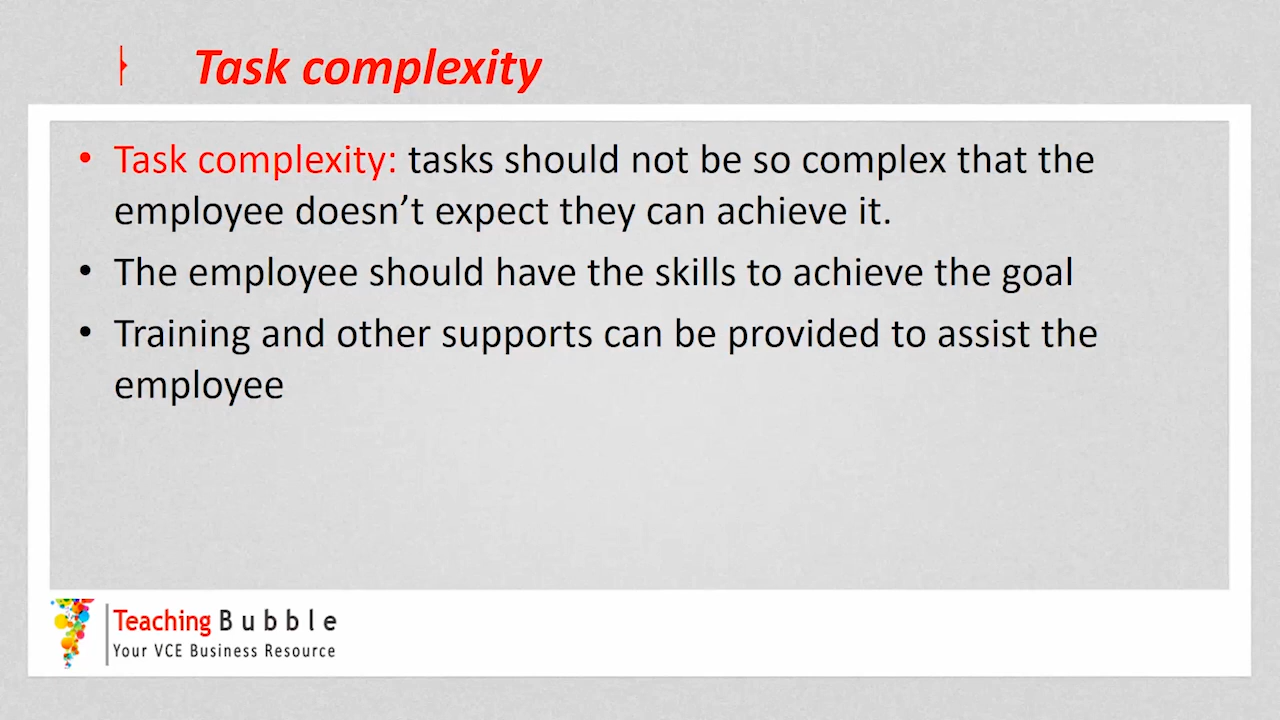 Task complexity
• Task complexity: tasks should not be so complex that the
employee doesn’t expect they can achieve it.
• The employee should have the skills to achieve the goal
• Training and other supports can be provided to assist the
employee
Teaching Bubble
Your VCE Business Resource